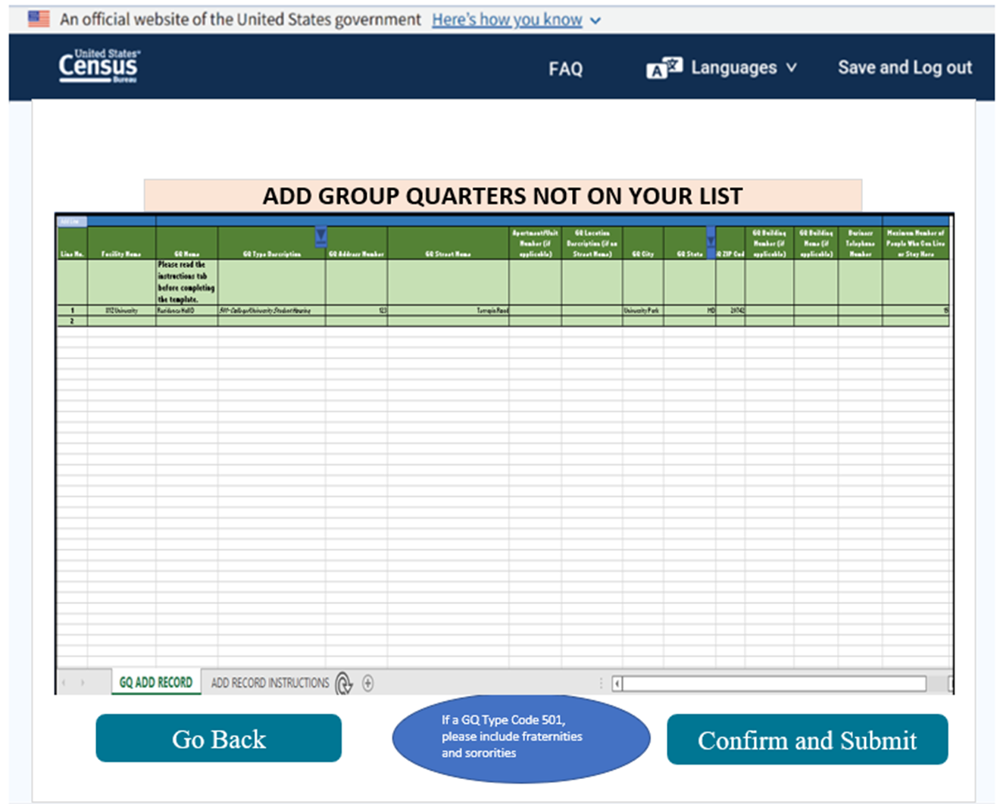 An official website of the United States government Here's how you know
United States®
Census
Bureau
FAQ
Languages
Save and Log out
ADD GROUP QUARTERS NOT ON YOUR LIST
Line No.
Facility Name
GQ Name
GQ Type Description
GQ Address Number
GQ Street Name
Apartment/Unit
Number (if
applicable)
GQ Location
Description (if no
Street Name)
GQ City
GQ State
ZIP Cod
GQ Building
Number (if
applicable)
GQ Building
Name (if
applicable)
Business
Telephone
Number
Maximum Number of
People Who Can Live
or Stay Here
Please read the
instructions tab
before completing
the template.
1
University
Residence Hall D
501-College/University Student Housing
123
Terrapin Road
University Park
MD
20742
2
GQ ADD RECORD
ADD RECORD INSTRUCTIONS
Go Back
If a GQ Type Code 501,
please include fraternities
and sororities
Confirm and Submit